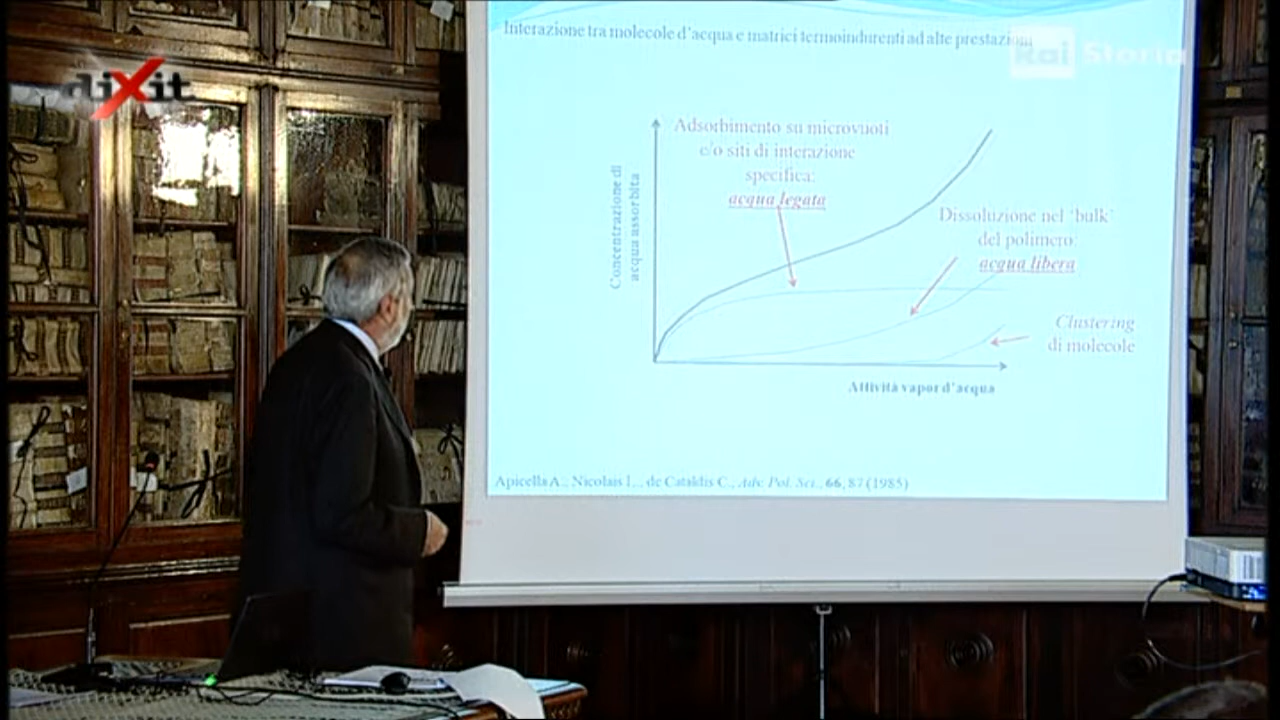 diXit
Interazione tra molecole d'acqua e matrici termoindurenti ad alte prestazioni
Rai Storia
Adsorbimento su microvuoti
e/o siti di interazione
specifica:
acqua legata
Concentrazione di
acqua assorbita
Dissoluzione nel 'bulk'
del polimero:
acqua libera
Clustering
di molecole
Attività vapor d'acqua
Apicella A., Nicolais L., de Cataldis C., Adv. Pol. Sci., 66, 87 (1985)